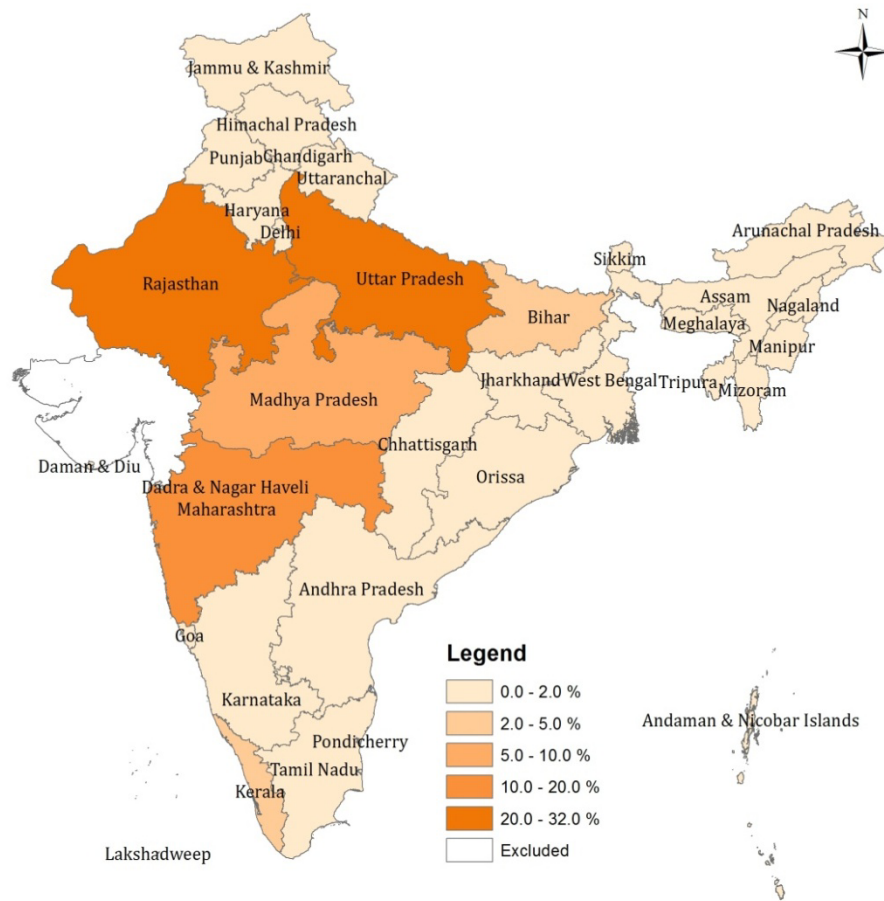 N
Jammu & Kashmir
Himachal Pradesh
Punjab
Chandigarh
Uttaranchal
Haryana
Delhi
Arunachal Pradesh
Sikkim
Rajasthan
Uttar Pradesh
Assam
Nagaland
Bihar
Meghalaya
Manipur
Jharkhand
West Bengal
Tripura
Mizoram
Madhya Pradesh
Chhattisgarh
Daman & Diu
Orissa
Dadra & Nagar Haveli
Maharashtra
Andhra Pradesh
Goa
Karnataka
Pondicherry
Tamil Nadu
Kerala
Lakshadweep
Andaman & Nicobar Islands
Legend
0.0 - 2.0 %
2.0 - 5.0 %
5.0 - 10.0 %
10.0 - 20.0 %
20.0 - 32.0 %
Excluded